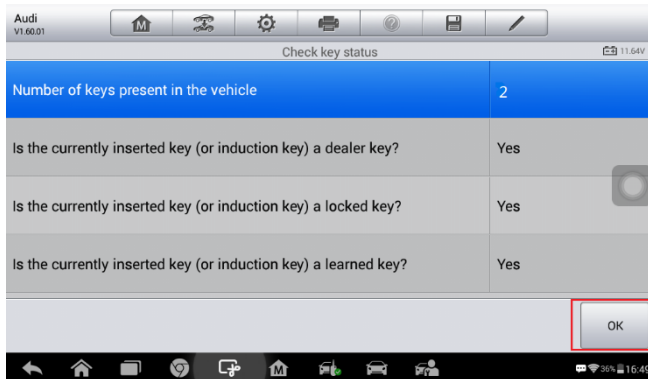 Audi
V1.60.01
Check key status
11.64V
Number of keys present in the vehicle 2
Is the currently inserted key (or induction key) a dealer key? Yes
Is the currently inserted key (or induction key) a locked key? Yes
Is the currently inserted key (or induction key) a learned key? Yes
OK
36% 16:49